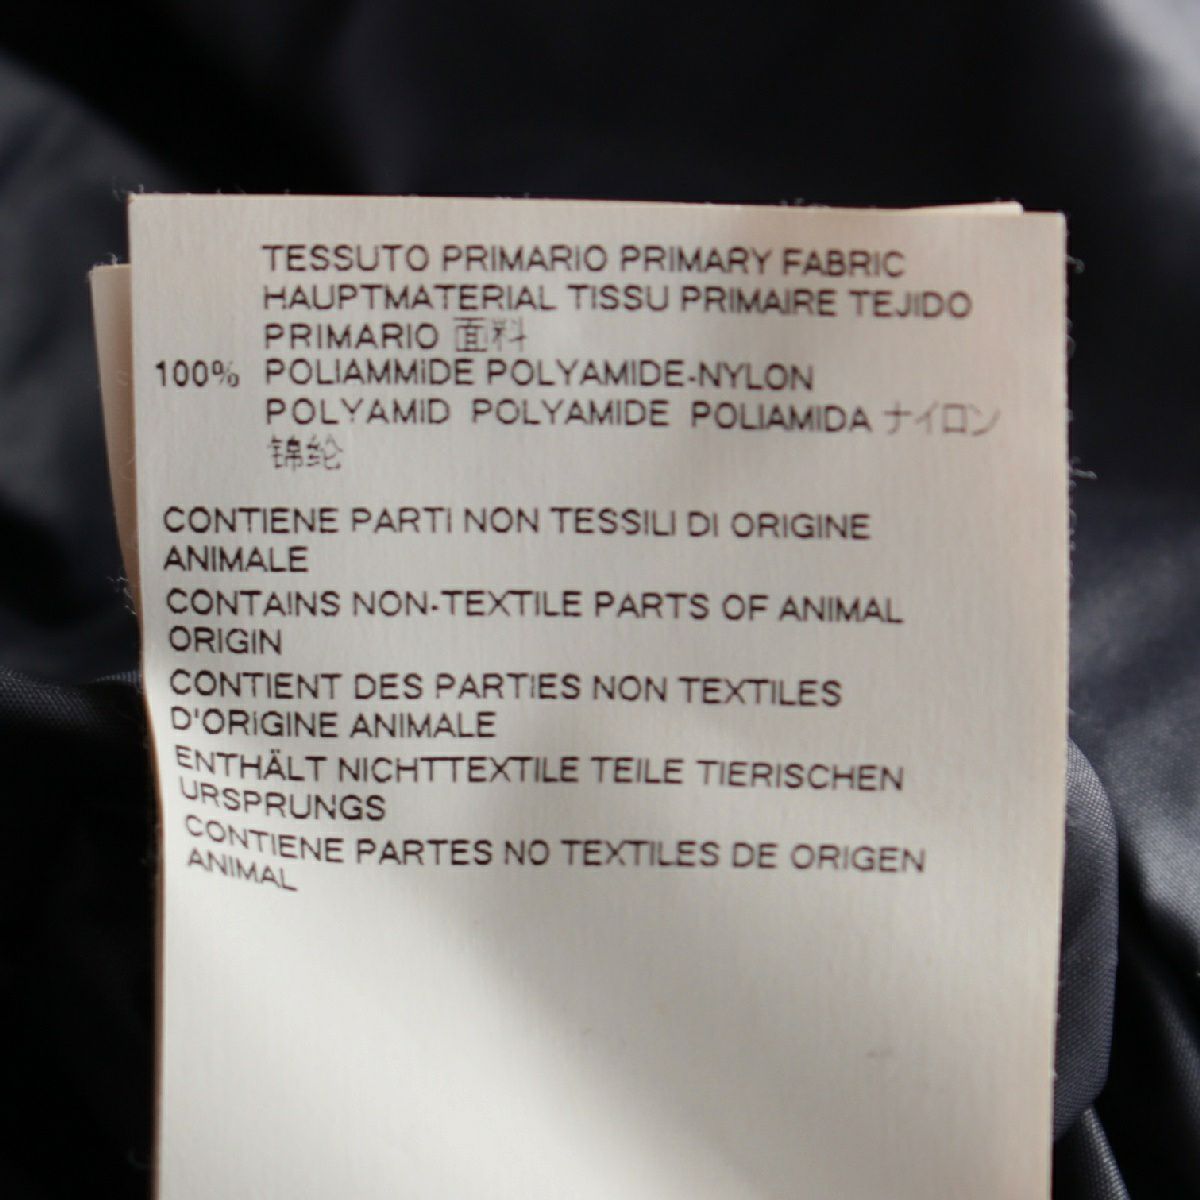 TESSUTO PRIMARIO PRIMARY FABRIC
HAUPTMATERIAL TISSU PRIMAIRE TEJIDO
PRIMARIO 面料
100% POLIAMMIDE POLYAMIDE-NYLON
POLYAMID POLYAMIDE POLIAMIDA ナイロン
锦纶
CONTIENE PARTI NON TESSILI DI ORIGINE
ANIMALE
CONTAINS NON-TEXTILE PARTS OF ANIMAL
ORIGIN
CONTIENT DES PARTIES NON TEXTILES
D'ORIGINE ANIMALE
ENTHÄLT NICHTTEXTILE TEILE TIERISCHEN
URSPRUNGS
CONTIENE PARTES NO TEXTILES DE ORIGEN
ANIMAL